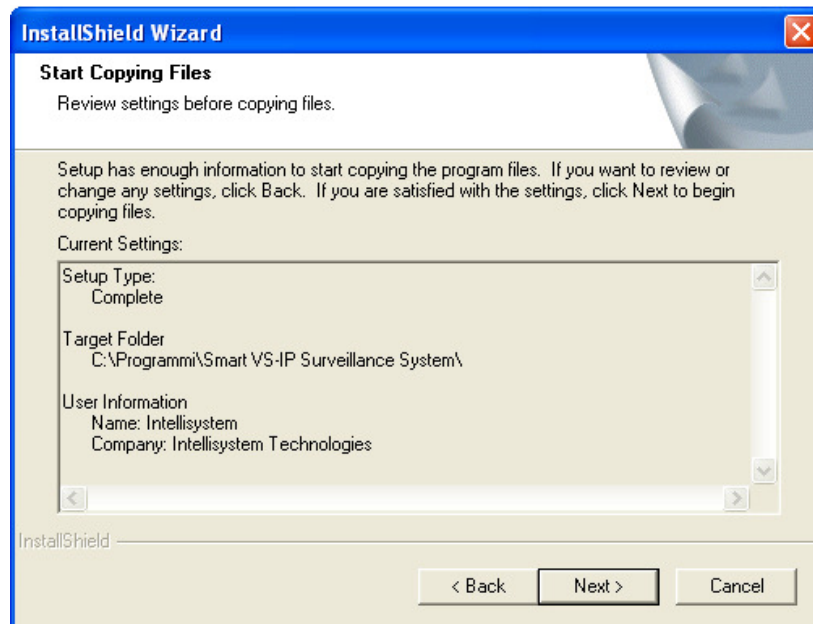 InstallShield Wizard
Start Copying Files
Review settings before copying files.
Setup has enough information to start copying the program files. If you want to review or
change any settings, click Back. If you are satisfied with the settings, click Next to begin
copying files.
Current Settings:
Setup Type:
Complete
Target Folder
C:\Programmi\Smart VS-IP Surveillance System\
User Information
Name: Intellisystem
Company: Intellisystem Technologies
InstallShield
< Back Next > Cancel